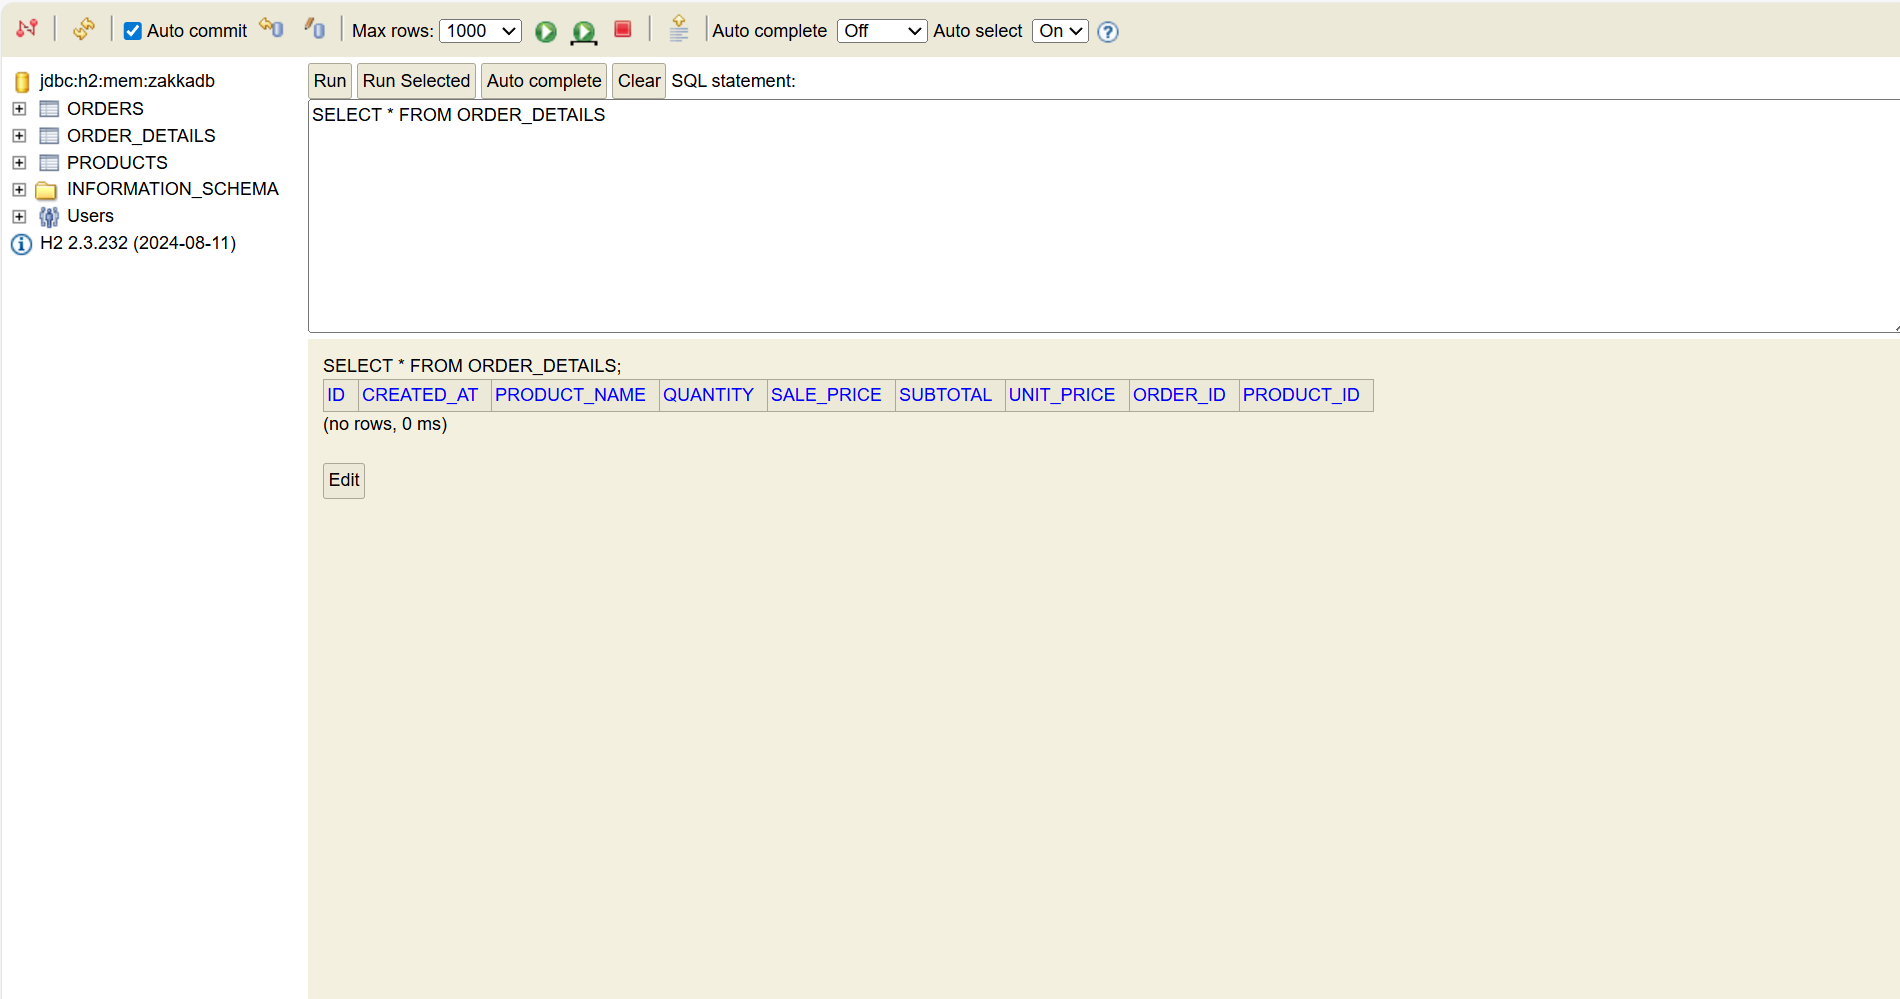 Auto commit Max rows: 1000 Auto complete Off Auto select On ?
jdbc:h2:mem:zakkadb
ORDERS
ORDER_DETAILS
PRODUCTS
INFORMATION_SCHEMA
Users
H2 2.3.232 (2024-08-11)
Run Run Selected Auto complete Clear SQL statement:
SELECT * FROM ORDER_DETAILS
SELECT * FROM ORDER_DETAILS;
ID CREATED_AT PRODUCT_NAME QUANTITY SALE_PRICE SUBTOTAL UNIT_PRICE ORDER_ID PRODUCT_ID
(no rows, 0 ms)
Edit